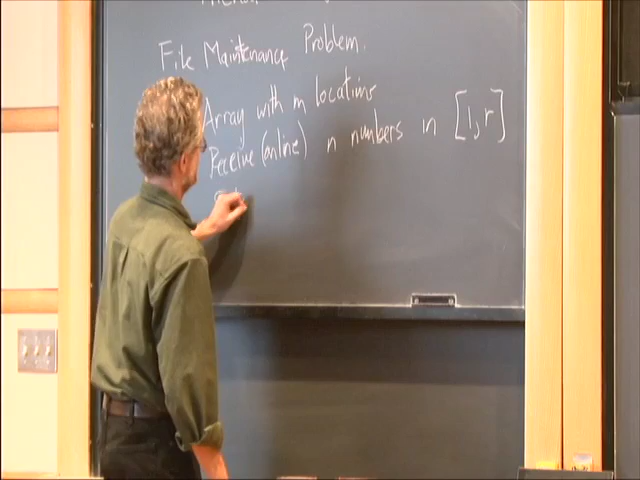 File Maintenance Problem.
Array with m locations
Receive (online) n numbers in [1, r]